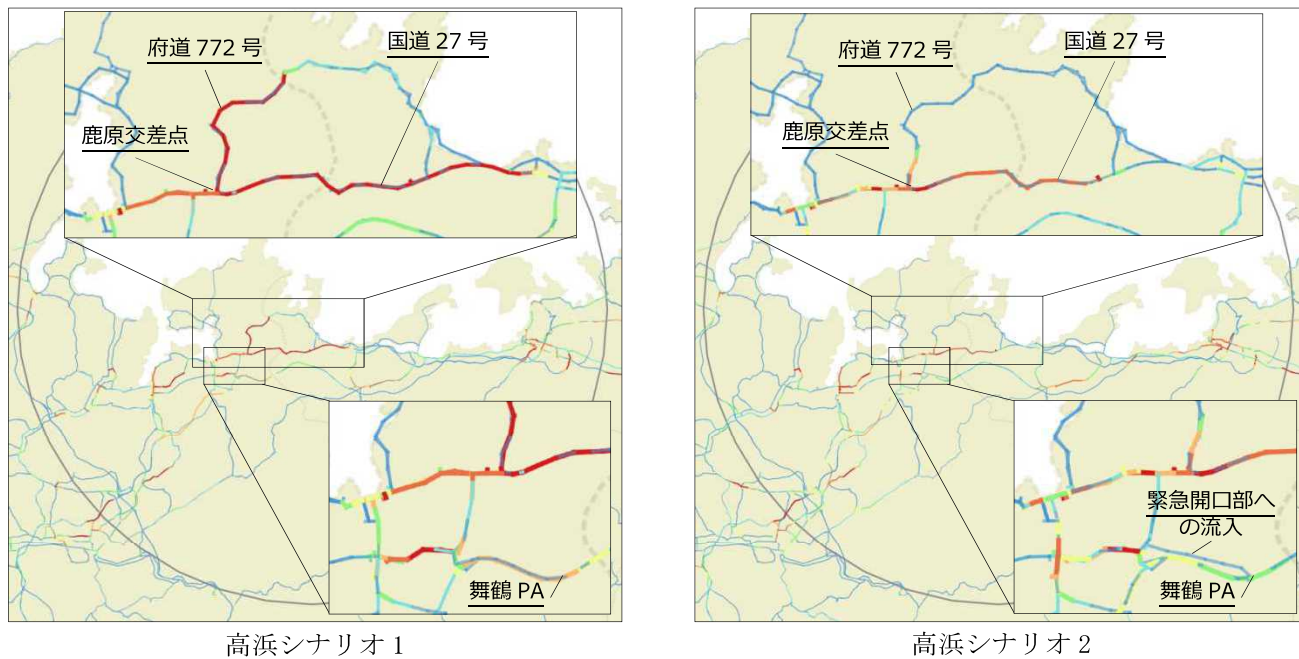 府道 772 号
国道 27 号
鹿原交差点
舞鶴 PA
高浜シナリオ 1
府道 772 号
国道 27 号
鹿原交差点
緊急開口部へ
の流入
舞鶴 PA
高浜シナリオ 2